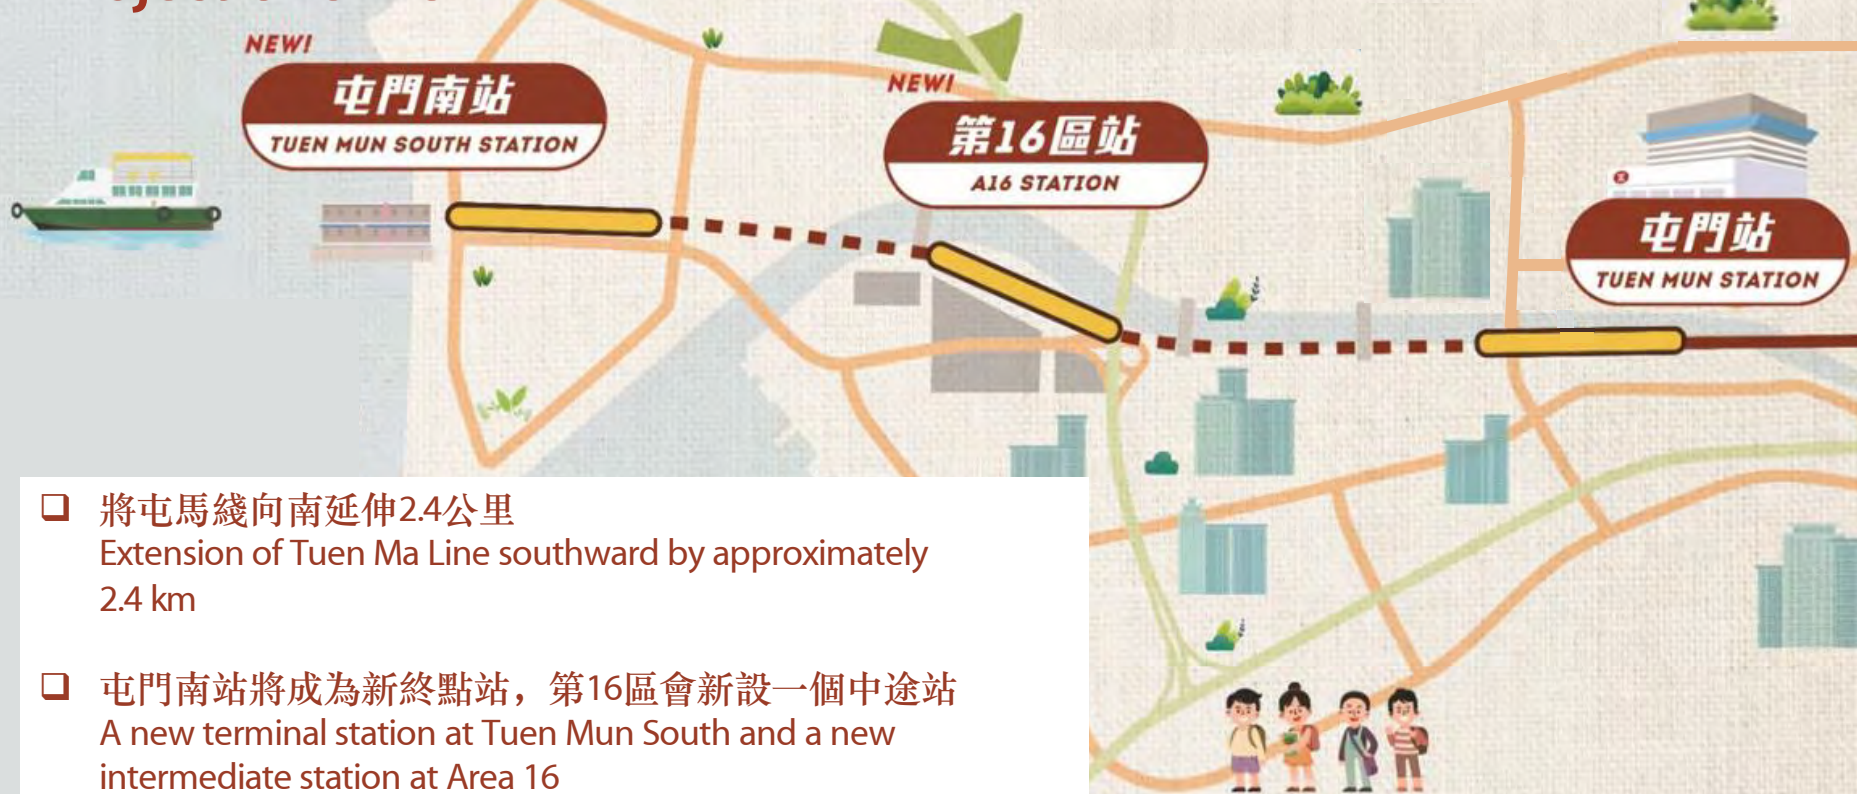 NEW!
屯門南站
TUEN MUN SOUTH STATION
NEW!
第16區站
A16 STATION
屯門站
TUEN MUN STATION
將屯馬綫向南延伸2.4公里
Extension of Tuen Ma Line southward by approximately
2.4 km
屯門南站將成為新終點站，第16區會新設一個中途站
A new terminal station at Tuen Mun South and a new
intermediate station at Area 16